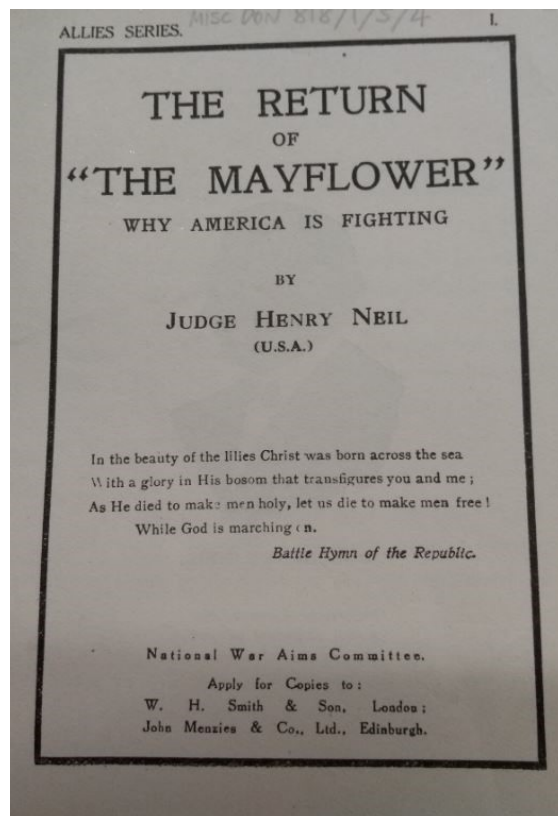 MISC DON 818/1/5/4
ALLIES SERIES.
I.
THE RETURN
OF
“THE MAYFLOWER”
WHY AMERICA IS FIGHTING
BY
JUDGE HENRY NEIL
(U.S.A.)
In the beauty of the lilies Christ was born across the sea
With a glory in His bosom that transfigures you and me ;
As He died to make men holy, let us die to make men free !
While God is marching on.
Battle Hymn of the Republic.
National War Aims Committee.
Apply for Copies to :
W. H. Smith & Son, London ;
John Menzies & Co., Ltd., Edinburgh.